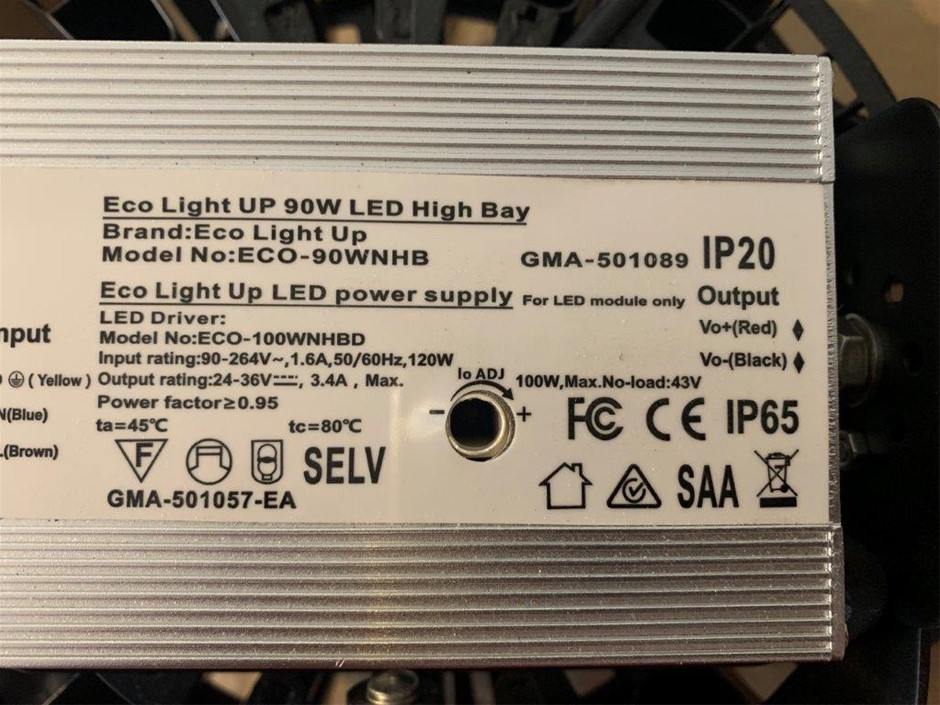 Eco Light UP 90W LED High Bay
Brand:Eco Light Up
Model No:ECO-90WNHB
GMA-501089 IP20
Eco Light Up LED power supply For LED module only
Output
LED Driver:
Vo+(Red)
Model No:ECO-100WNHBD
Input rating:90-264V~,1.6A,50/60Hz,120W
Vo-(Black)
nput
(Yellow)
Output rating:24-36V⎓, 3.4A , Max. 100W,Max.No-load:43V
Io ADJ
- +
Power factor≥0.95
N(Blue)
ta=45℃ tc=80℃
FC CE IP65
L(Brown)
F SELV
SAA
GMA-501057-EA